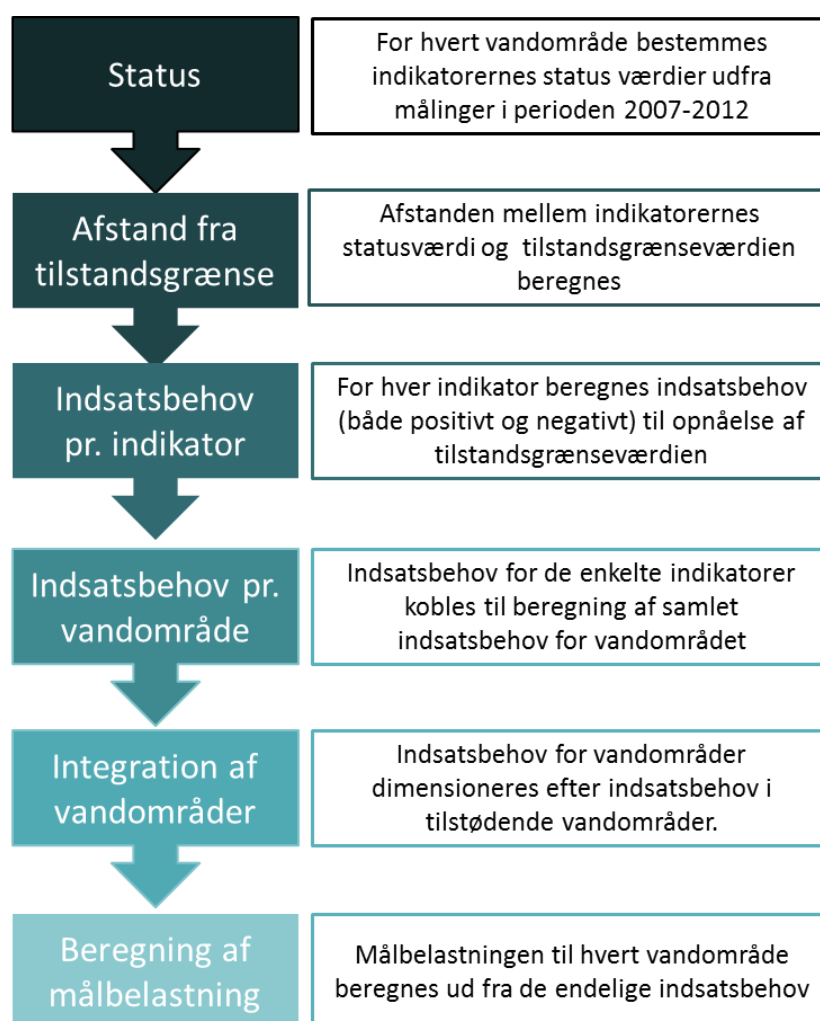 Status
For hvert vandområde bestemmes
indikatorernes status værdier udfra
målinger i perioden 2007-2012
Afstand fra
tilstandsgrænse
Afstanden mellem indikatorernes
statusværdi og tilstandsgrænseværdien
beregnes
Indsatsbehov
pr. indikator
For hver indikator beregnes indsatsbehov
(både positivt og negativt) til opnåelse af
tilstandsgrænseværdien
Indsatsbehov pr.
vandområde
Indsatsbehov for de enkelte indikatorer
kobles til beregning af samlet
indsatsbehov for vandområdet
Integration af
vandområder
Indsatsbehov for vandområder
dimensioneres efter indsatsbehov i
tilstødende vandområder.
Beregning af
målbelastning
Målbelastningen til hvert vandområde
beregnes ud fra de endelige indsatsbehov